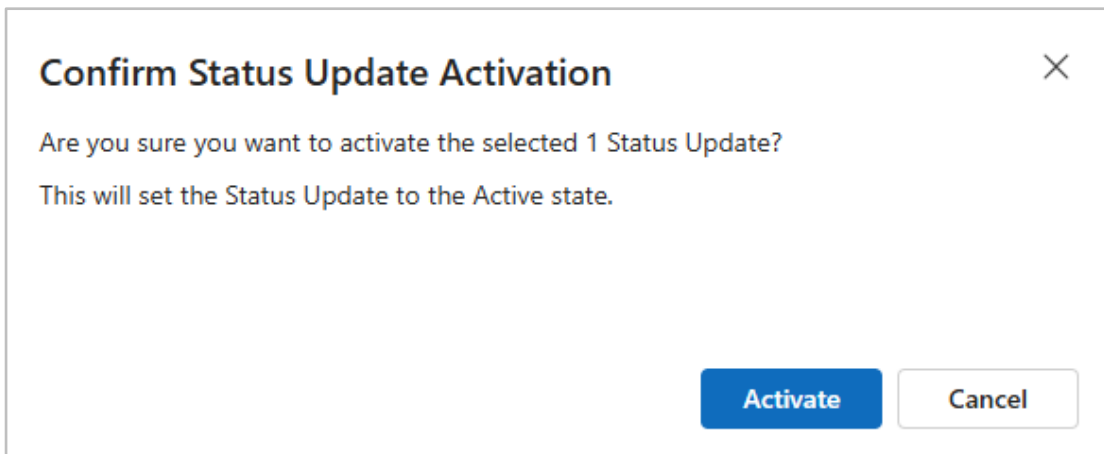 Confirm Status Update Activation
Are you sure you want to activate the selected 1 Status Update?
This will set the Status Update to the Active state.
Activate
Cancel